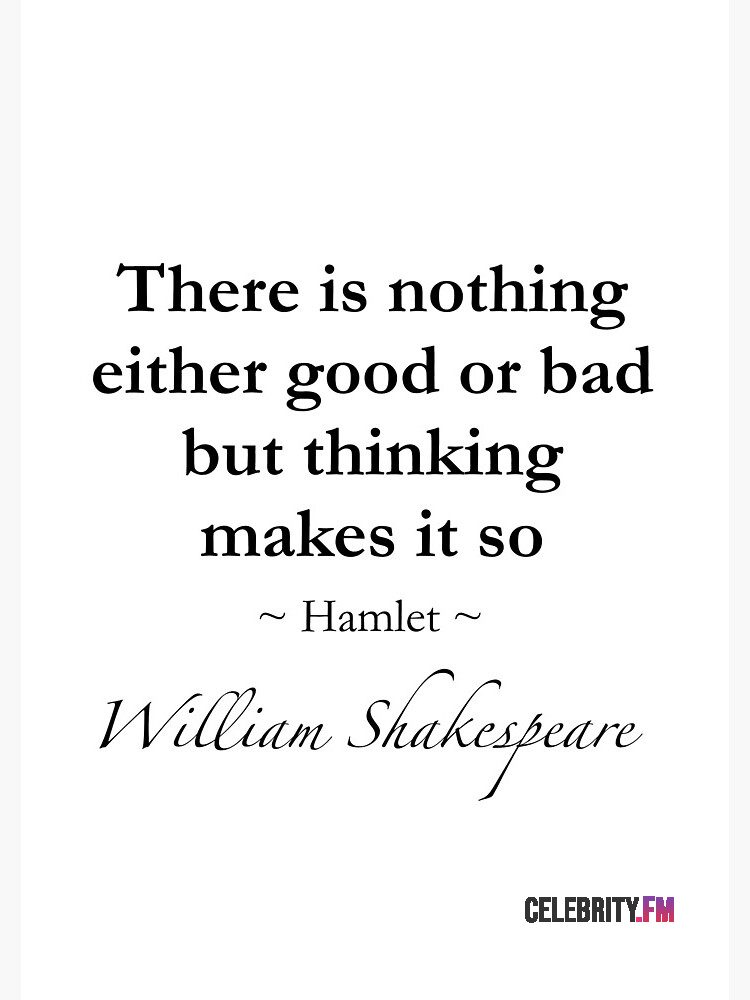 There is nothing
either good or bad
but thinking
makes it so
~ Hamlet ~
William Shakespeare
CELEBRITY.FM